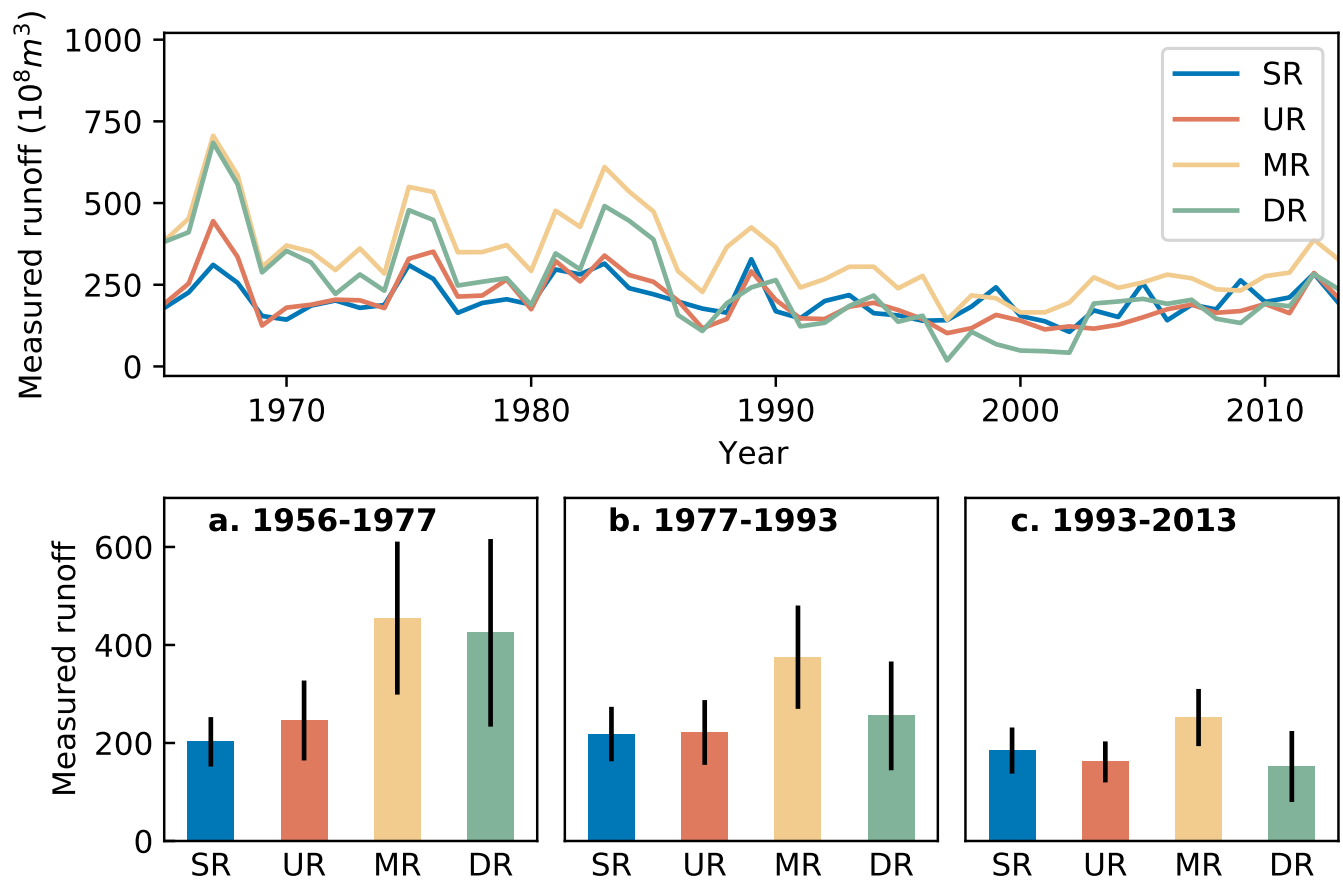 Measured runoff (10⁸m³)
1000
750
500
250
0
SR
UR
MR
DR
1970 1980 1990 2000 2010
Year
Measured runoff
600
400
200
0
a. 1956-1977
b. 1977-1993
c. 1993-2013
SR UR MR DR
SR UR MR DR
SR UR MR DR